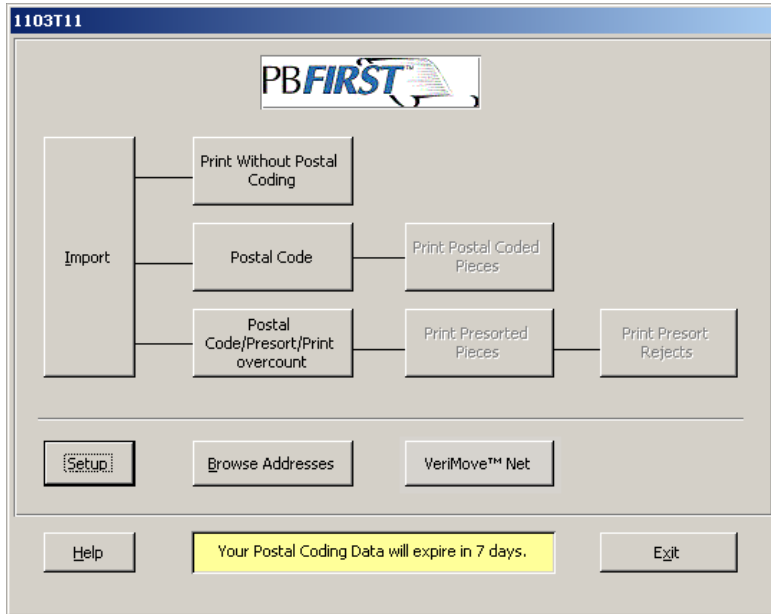 1103T11
PBFIRST™
Print Without Postal
Coding
Import
Postal Code
Print Postal Coded
Pieces
Postal
Code/Presort/Print
overcount
Print Presorted
Pieces
Print Presort
Rejects
Setup
Browse Addresses
VeriMove™ Net
Help
Your Postal Coding Data will expire in 7 days.
Exit